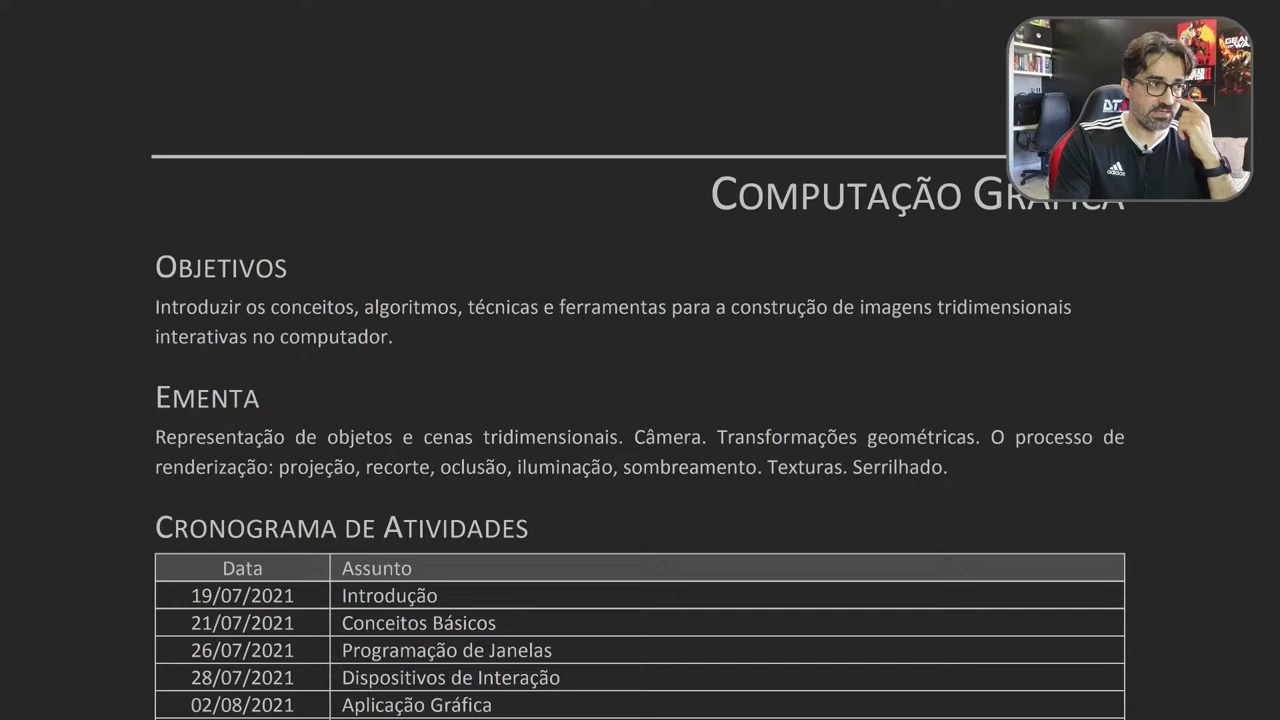 COMPUTAÇÃO GRÁFICA
OBJETIVOS
Introduzir os conceitos, algoritmos, técnicas e ferramentas para a construção de imagens tridimensionais
interativas no computador.
EMENTA
Representação de objetos e cenas tridimensionais. Câmera. Transformações geométricas. O processo de
renderização: projeção, recorte, oclusão, iluminação, sombreamento. Texturas. Serrilhado.
CRONOGRAMA DE ATIVIDADES
Data Assunto
19/07/2021 Introdução
21/07/2021 Conceitos Básicos
26/07/2021 Programação de Janelas
28/07/2021 Dispositivos de Interação
02/08/2021 Aplicação Gráfica
adidas